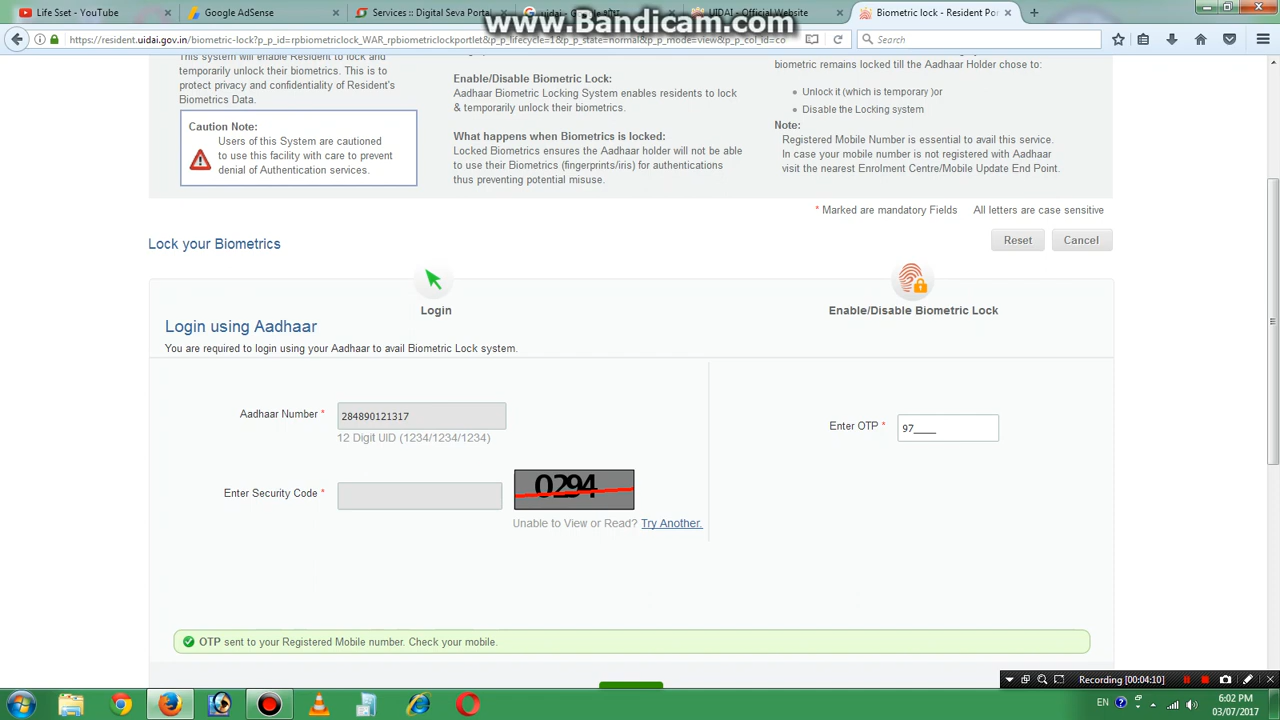 www.Bandicam.com
Life Sset - YouTube
Google AdSense
Services :: Digital Seva Portal
UIDAI - Official Website
Biometric lock - Resident Por
https://resident.uidai.gov.in/biometric-lock?p_p_id=rpbiometriclock_WAR_rpbiometriclockportlet&p_p_lifecycle=1&p_p_state=normal&p_p_mode=view&p_p_col_id=co
Search
This system will enable Resident to lock and
temporarily unlock their biometrics. This is to
protect privacy and confidentiality of Resident's
Biometrics Data.
Caution Note:
Users of this System are cautioned
to use this facility with care to prevent
denial of Authentication services.
Enable/Disable Biometric Lock:
Aadhaar Biometric Locking System enables residents to lock
& temporarily unlock their biometrics.
What happens when Biometrics is locked:
Locked Biometrics ensures the Aadhaar holder will not be able
to use their Biometrics (fingerprints/iris) for authentications
thus preventing potential misuse.
biometric remains locked till the Aadhaar Holder chose to:
Unlock it (which is temporary )or
Disable the Locking system
Note:
Registered Mobile Number is essential to avail this service.
In case your mobile number is not registered with Aadhaar
visit the nearest Enrolment Centre/Mobile Update End Point.
* Marked are mandatory Fields All letters are case sensitive
Lock your Biometrics
Reset Cancel
Login
Enable/Disable Biometric Lock
Login using Aadhaar
You are required to login using your Aadhaar to avail Biometric Lock system.
Aadhaar Number * 284890121317
12 Digit UID (1234/1234/1234)
Enter OTP * 97____
Enter Security Code * 0294
Unable to View or Read? Try Another.
OTP sent to your Registered Mobile number. Check your mobile.
Recording [00:04:10]
EN
6:02 PM
03/07/2017